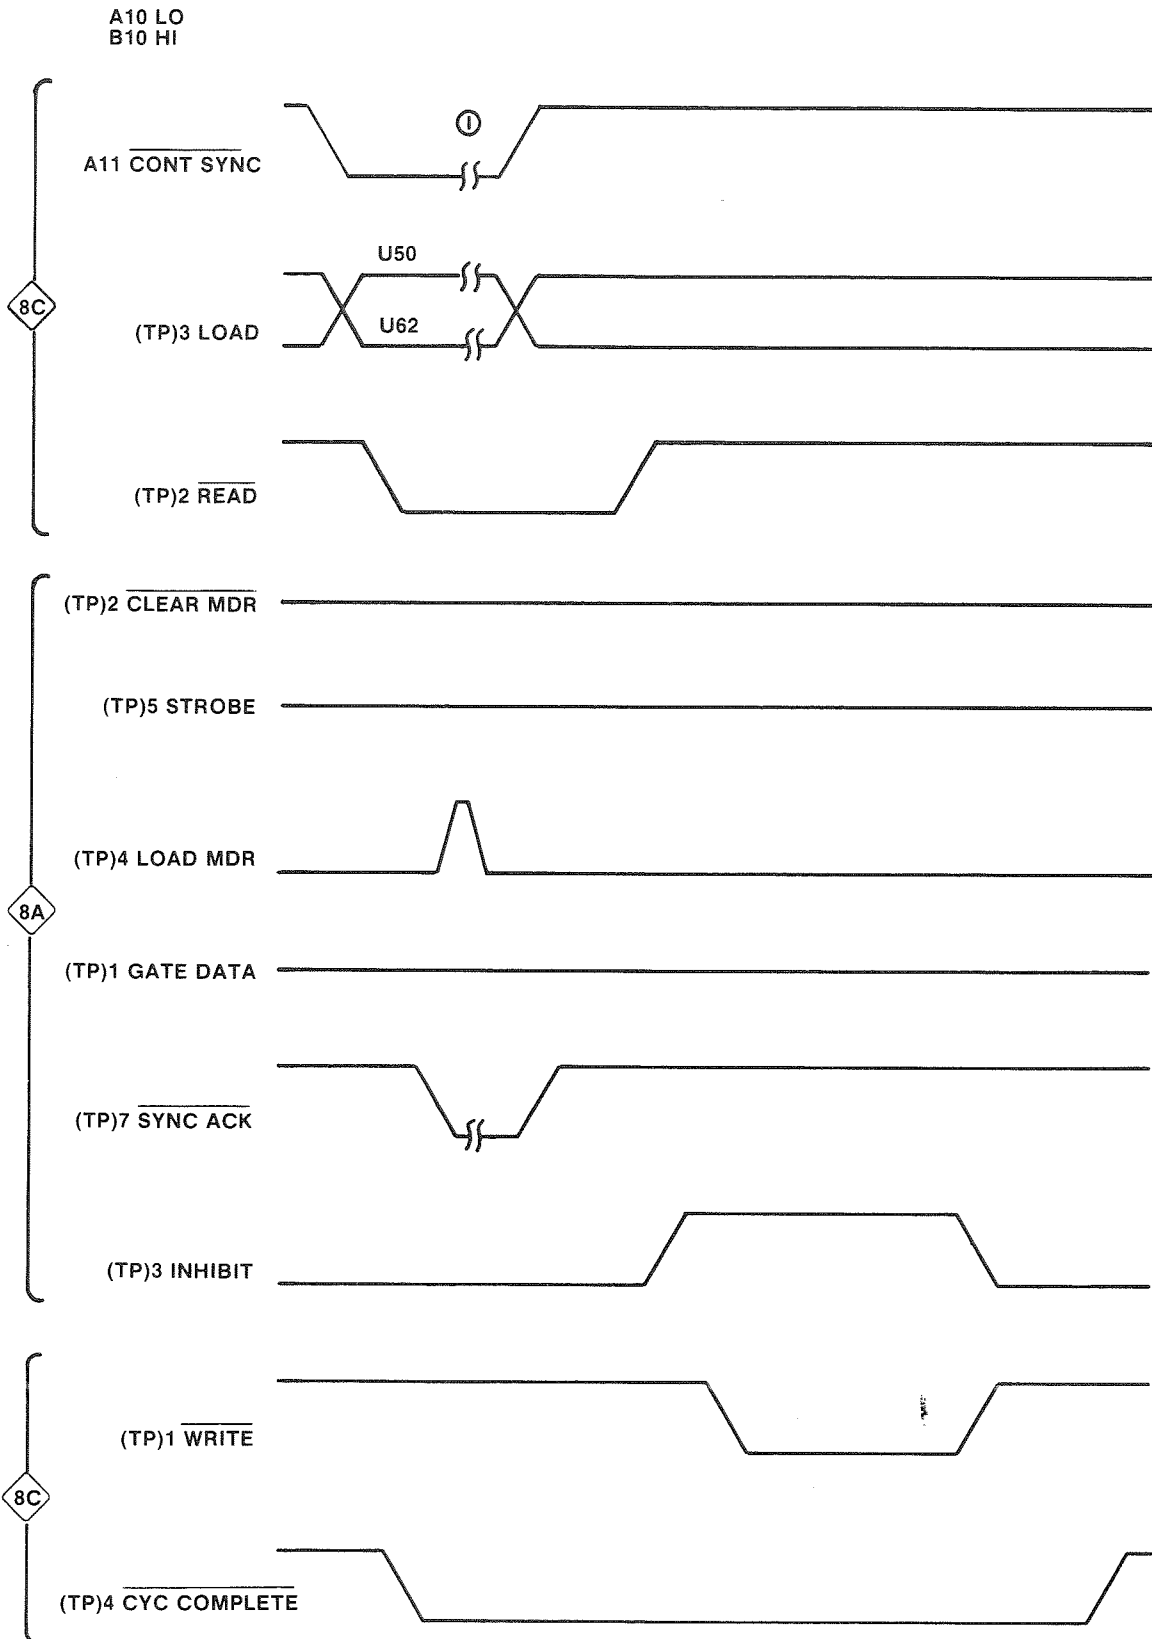 A10 LO
B10 HI
A11 CONT SYNC
1
U50
8C
U62
(TP)3 LOAD
(TP)2 READ
(TP)2 CLEAR MDR
(TP)5 STROBE
(TP)4 LOAD MDR
8A
(TP)1 GATE DATA
(TP)7 SYNC ACK
(TP)3 INHIBIT
(TP)1 WRITE
8C
(TP)4 CYC COMPLETE